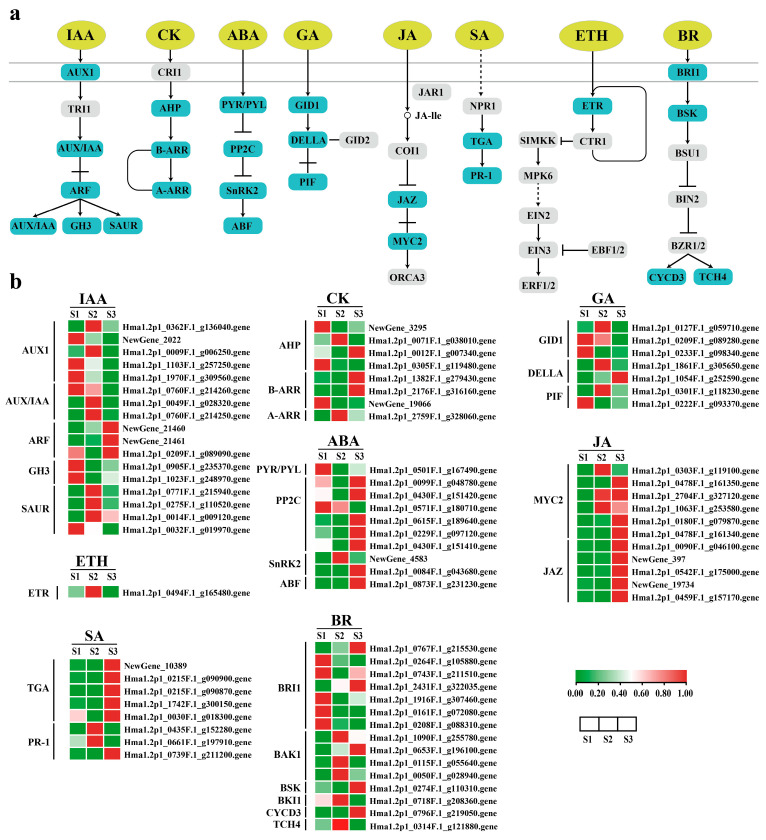 a
IAA CK ABA GA JA SA ETH BR
AUX1 CRI1 BRI1
JAR1
TRI1 AHP PYR/PYL GID1 NPR1 ETR BSK
JA-lle
AUX/IAA B-ARR PP2C DELLA GID2 COI1 TGA SIMKK CTR1 BSU1
ARF A-ARR SnRK2 PIF JAZ PR-1 MPK6 BIN2
AUX/IAA GH3 SAUR ABF MYC2 EIN2
EIN3 EBF1/2 BZR1/2
ORCA3 ERF1/2 CYCD3 TCH4
b
IAA
S1 S2 S3
AUX1
Hma1.2p1_0362F.1_g136040.gene
NewGene_2022
Hma1.2p1_0009F.1_g006250.gene
Hma1.2p1_1103F.1_g257250.gene
Hma1.2p1_1970F.1_g309560.gene
AUX/IAA
Hma1.2p1_0760F.1_g214260.gene
Hma1.2p1_0049F.1_g028320.gene
Hma1.2p1_0760F.1_g214250.gene
ARF
NewGene_21460
NewGene_21461
Hma1.2p1_0209F.1_g089090.gene
GH3
Hma1.2p1_0905F.1_g235370.gene
Hma1.2p1_1023F.1_g248970.gene
SAUR
Hma1.2p1_0771F.1_g215940.gene
Hma1.2p1_0275F.1_g110520.gene
Hma1.2p1_0014F.1_g009120.gene
Hma1.2p1_0032F.1_g019970.gene
ETH
S1 S2 S3
ETR
Hma1.2p1_0494F.1_g165480.gene
SA
S1 S2 S3
TGA
NewGene_10389
Hma1.2p1_0215F.1_g090900.gene
Hma1.2p1_0215F.1_g090870.gene
Hma1.2p1_1742F.1_g300150.gene
Hma1.2p1_0030F.1_g018300.gene
PR-1
Hma1.2p1_0435F.1_g152280.gene
Hma1.2p1_0661F.1_g197910.gene
Hma1.2p1_0739F.1_g211200.gene
CK
S1 S2 S3
AHP
NewGene_3295
Hma1.2p1_0071F.1_g038010.gene
Hma1.2p1_0012F.1_g007340.gene
Hma1.2p1_0305F.1_g119480.gene
B-ARR
Hma1.2p1_1382F.1_g279430.gene
Hma1.2p1_2176F.1_g316160.gene
NewGene_19066
A-ARR
Hma1.2p1_2759F.1_g328060.gene
ABA
S1 S2 S3
PYR/PYL
Hma1.2p1_0501F.1_g167490.gene
PP2C
Hma1.2p1_0099F.1_g048780.gene
Hma1.2p1_0430F.1_g151420.gene
Hma1.2p1_0571F.1_g180710.gene
Hma1.2p1_0615F.1_g189640.gene
Hma1.2p1_0229F.1_g097120.gene
Hma1.2p1_0430F.1_g151410.gene
SnRK2
NewGene_4583
Hma1.2p1_0084F.1_g043680.gene
ABF
Hma1.2p1_0873F.1_g231230.gene
BR
S1 S2 S3
BRI1
Hma1.2p1_0767F.1_g215530.gene
Hma1.2p1_0264F.1_g105880.gene
Hma1.2p1_0743F.1_g211510.gene
Hma1.2p1_2431F.1_g322035.gene
Hma1.2p1_1916F.1_g307460.gene
Hma1.2p1_0161F.1_g072080.gene
Hma1.2p1_0208F.1_g088310.gene
BAK1
Hma1.2p1_1090F.1_g255780.gene
Hma1.2p1_0653F.1_g196100.gene
Hma1.2p1_0115F.1_g055640.gene
Hma1.2p1_0050F.1_g028940.gene
BSK
Hma1.2p1_0274F.1_g110310.gene
BKI1
Hma1.2p1_0718F.1_g208360.gene
CYCD3
Hma1.2p1_0796F.1_g219050.gene
TCH4
Hma1.2p1_0314F.1_g121880.gene
GA
S1 S2 S3
GID1
Hma1.2p1_0127F.1_g059710.gene
Hma1.2p1_0209F.1_g089280.gene
Hma1.2p1_0233F.1_g098340.gene
DELLA
Hma1.2p1_1861F.1_g305650.gene
Hma1.2p1_1054F.1_g252590.gene
PIF
Hma1.2p1_0301F.1_g118230.gene
Hma1.2p1_0222F.1_g093370.gene
JA
S1 S2 S3
MYC2
Hma1.2p1_0303F.1_g119100.gene
Hma1.2p1_0478F.1_g161350.gene
Hma1.2p1_2704F.1_g327120.gene
Hma1.2p1_1063F.1_g253580.gene
Hma1.2p1_0180F.1_g079870.gene
Hma1.2p1_0478F.1_g161340.gene
JAZ
Hma1.2p1_0090F.1_g046100.gene
NewGene_397
Hma1.2p1_0542F.1_g175000.gene
NewGene_19734
Hma1.2p1_0459F.1_g157170.gene
0.00 0.20 0.40 0.60 0.80 1.00
S1 S2 S3